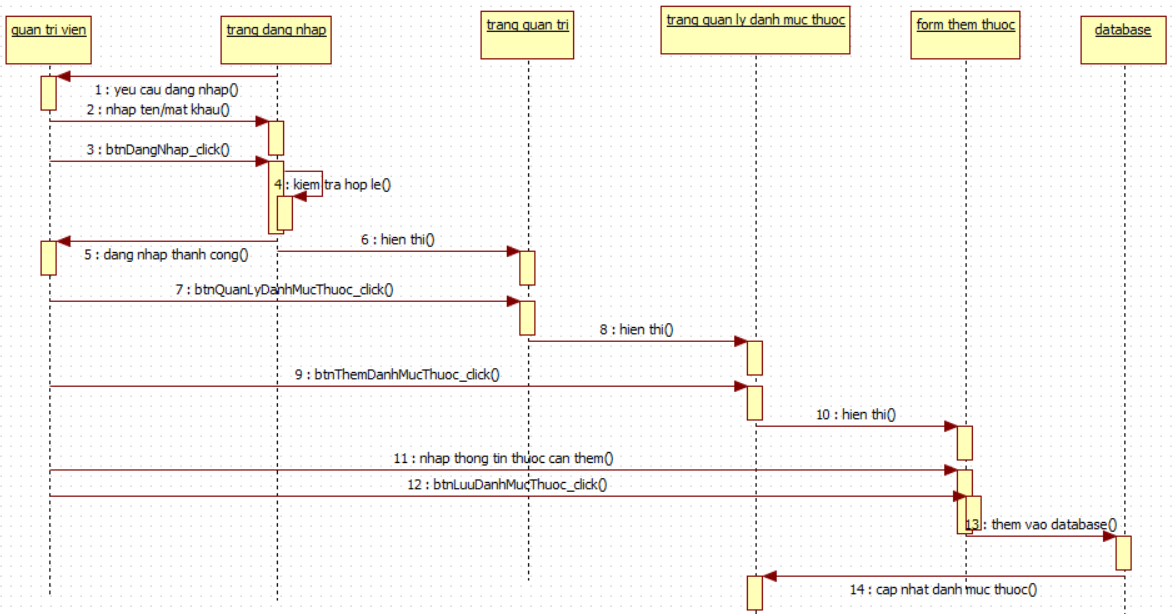 quan tri vien
trang dang nhap
trang quan tri
trang quan ly danh muc thuoc
form them thuoc
database
1 : yeu cau dang nhap()
2 : nhap ten/mat khau()
3 : btnDangNhap_click()
4 : kiem tra hop le()
5 : dang nhap thanh cong()
6 : hien thi()
7 : btnQuanLyDanhMucThuoc_click()
8 : hien thi()
9 : btnThemDanhMucThuoc_click()
10 : hien thi()
11 : nhap thong tin thuoc can them()
12 : btnLuuDanhMucThuoc_click()
13 : them vao database()
14 : cap nhat danh muc thuoc()